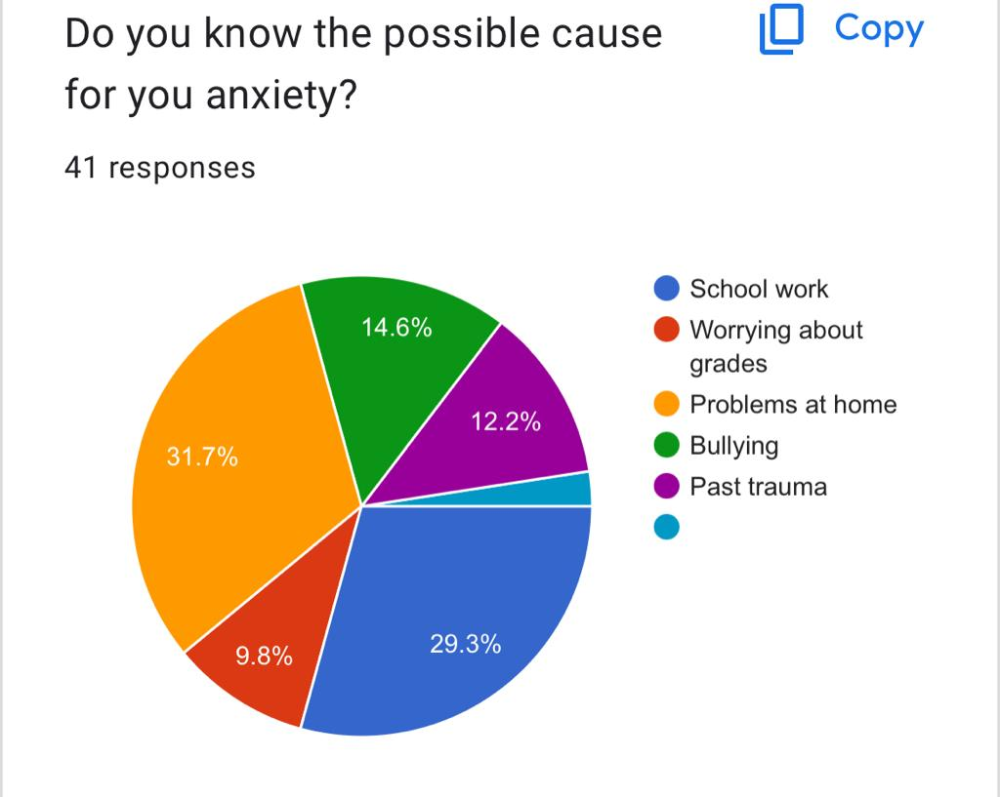 Do you know the possible cause
for you anxiety?
Copy
41 responses
14.6%
12.2%
31.7%
9.8%
29.3%
School work
Worrying about
grades
Problems at home
Bullying
Past trauma